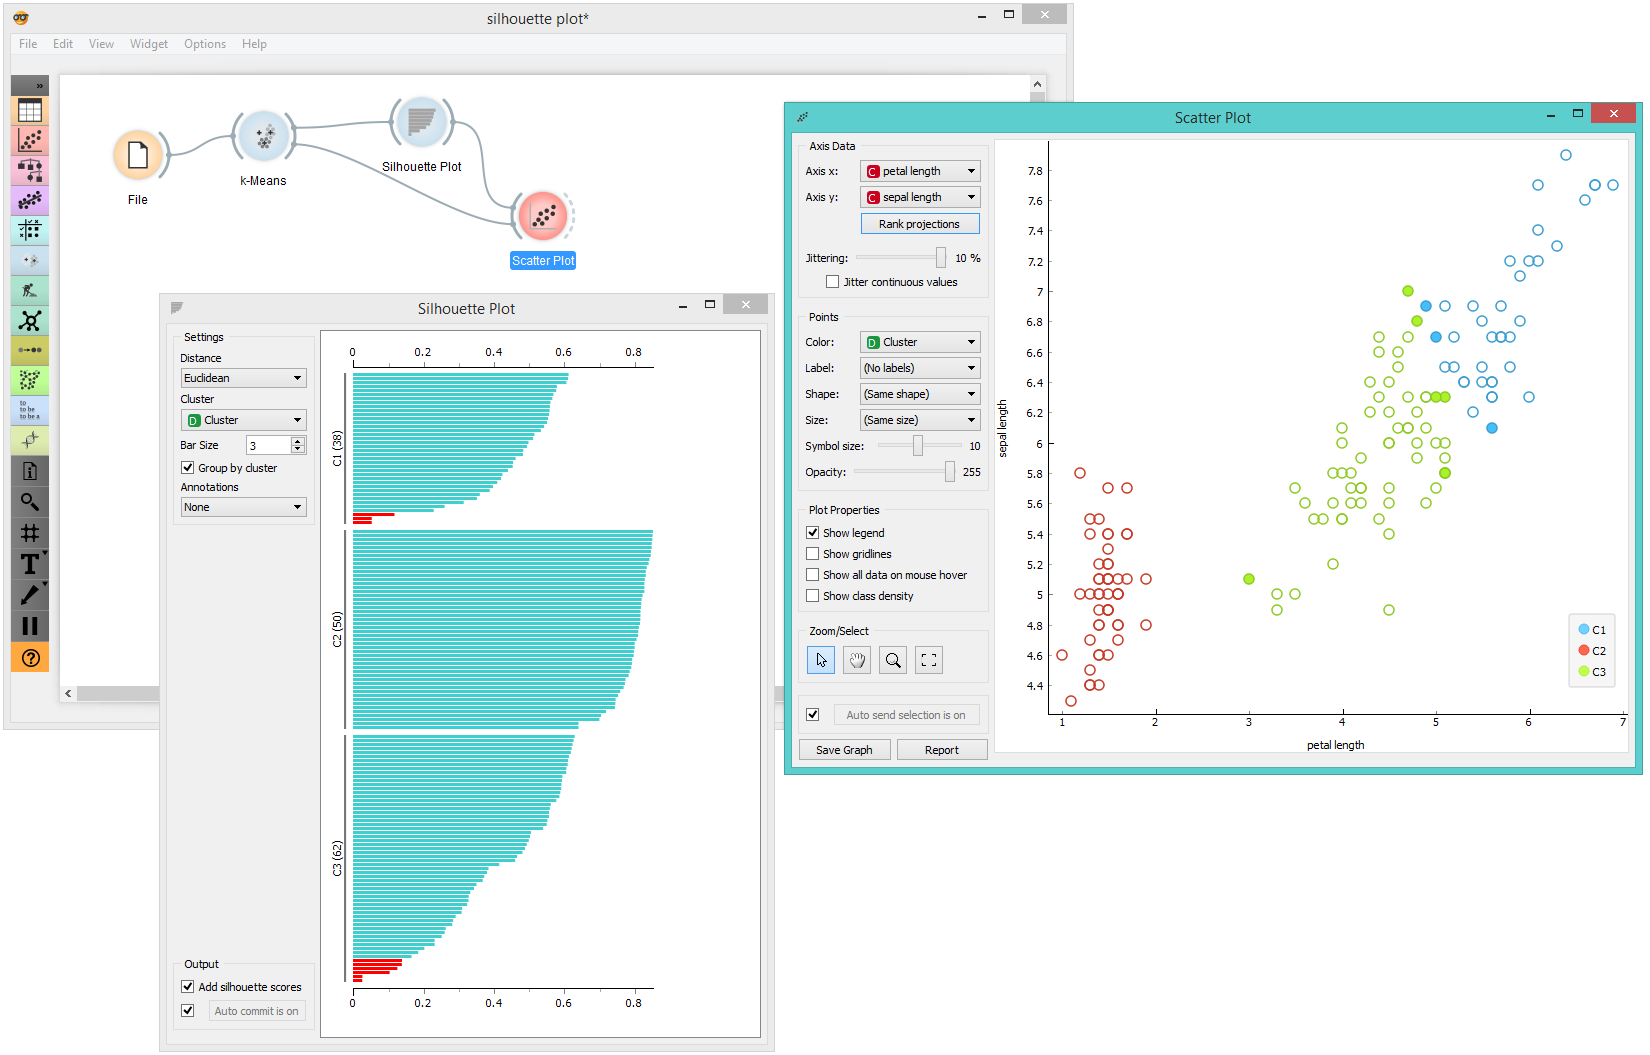 silhouette plot*
File Edit View Widget Options Help
»
File
k-Means
Silhouette Plot
Scatter Plot
to
to be
to be a
T
?
Silhouette Plot
Settings
Distance
Euclidean
Cluster
D Cluster
Bar Size 3
Group by cluster
Annotations
None
Output
Add silhouette scores
Auto commit is on
0 0.2 0.4 0.6 0.8
C1 (38)
C2 (50)
C3 (62)
0 0.2 0.4 0.6 0.8
Scatter Plot
Axis Data
Axis x: C petal length
Axis y: C sepal length
Rank projections
Jittering: 10 %
Jitter continuous values
Points
Color: D Cluster
Label: (No labels)
Shape: (Same shape)
Size: (Same size)
Symbol size: 10
Opacity: 255
Plot Properties
Show legend
Show gridlines
Show all data on mouse hover
Show class density
Zoom/Select
Auto send selection is on
Save Graph Report
7.8
7.6
7.4
7.2
7
6.8
6.6
6.4
6.2
6
5.8
5.6
5.4
5.2
5
4.8
4.6
4.4
sepal length
1 2 3 4 5 6 7
petal length
C1
C2
C3